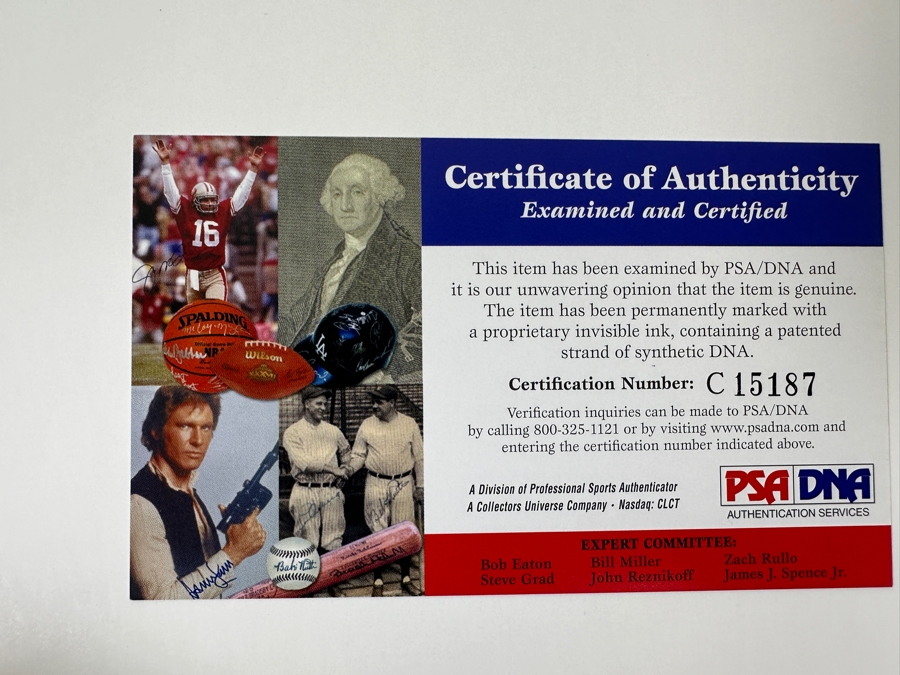 Certificate of Authenticity
Examined and Certified
This item has been examined by PSA/DNA and
it is our unwavering opinion that the item is genuine.
The item has been permanently marked with
a proprietary invisible ink, containing a patented
strand of synthetic DNA.
Certification Number: C 15187
Verification inquiries can be made to PSA/DNA
by calling 800-325-1121 or by visiting www.psadna.com and
entering the certification number indicated above.
A Division of Professional Sports Authenticator
A Collectors Universe Company · Nasdaq: CLCT
PSA DNA
AUTHENTICATION SERVICES
EXPERT COMMITTEE:
Bob Eaton Bill Miller Zach Rullo
Steve Grad John Reznikoff James J. Spence Jr.
16
SPALDING
Wilson
LA
Babe Ruth